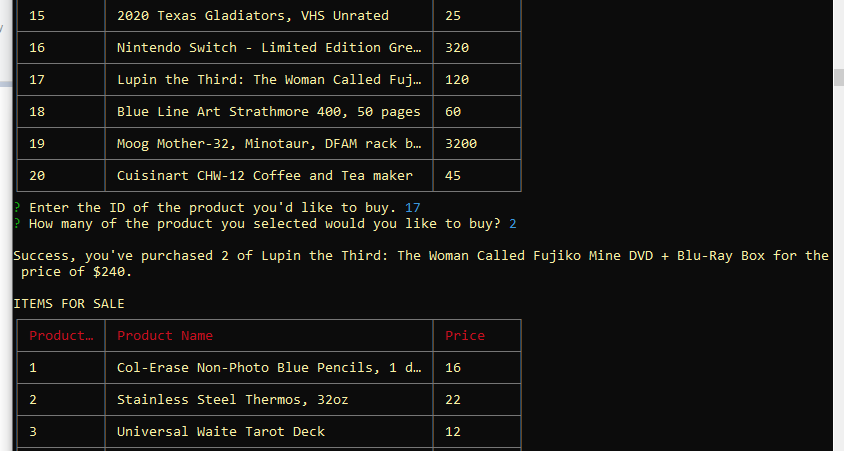 15 2020 Texas Gladiators, VHS Unrated 25
16 Nintendo Switch - Limited Edition Gre… 320
17 Lupin the Third: The Woman Called Fuj… 120
18 Blue Line Art Strathmore 400, 50 pages 60
19 Moog Mother-32, Minotaur, DFAM rack b… 3200
20 Cuisinart CHW-12 Coffee and Tea maker 45
? Enter the ID of the product you'd like to buy. 17
? How many of the product you selected would you like to buy? 2
Success, you've purchased 2 of Lupin the Third: The Woman Called Fujiko Mine DVD + Blu-Ray Box for the
price of $240.
ITEMS FOR SALE
Product… Product Name Price
1 Col-Erase Non-Photo Blue Pencils, 1 d… 16
2 Stainless Steel Thermos, 32oz 22
3 Universal Waite Tarot Deck 12